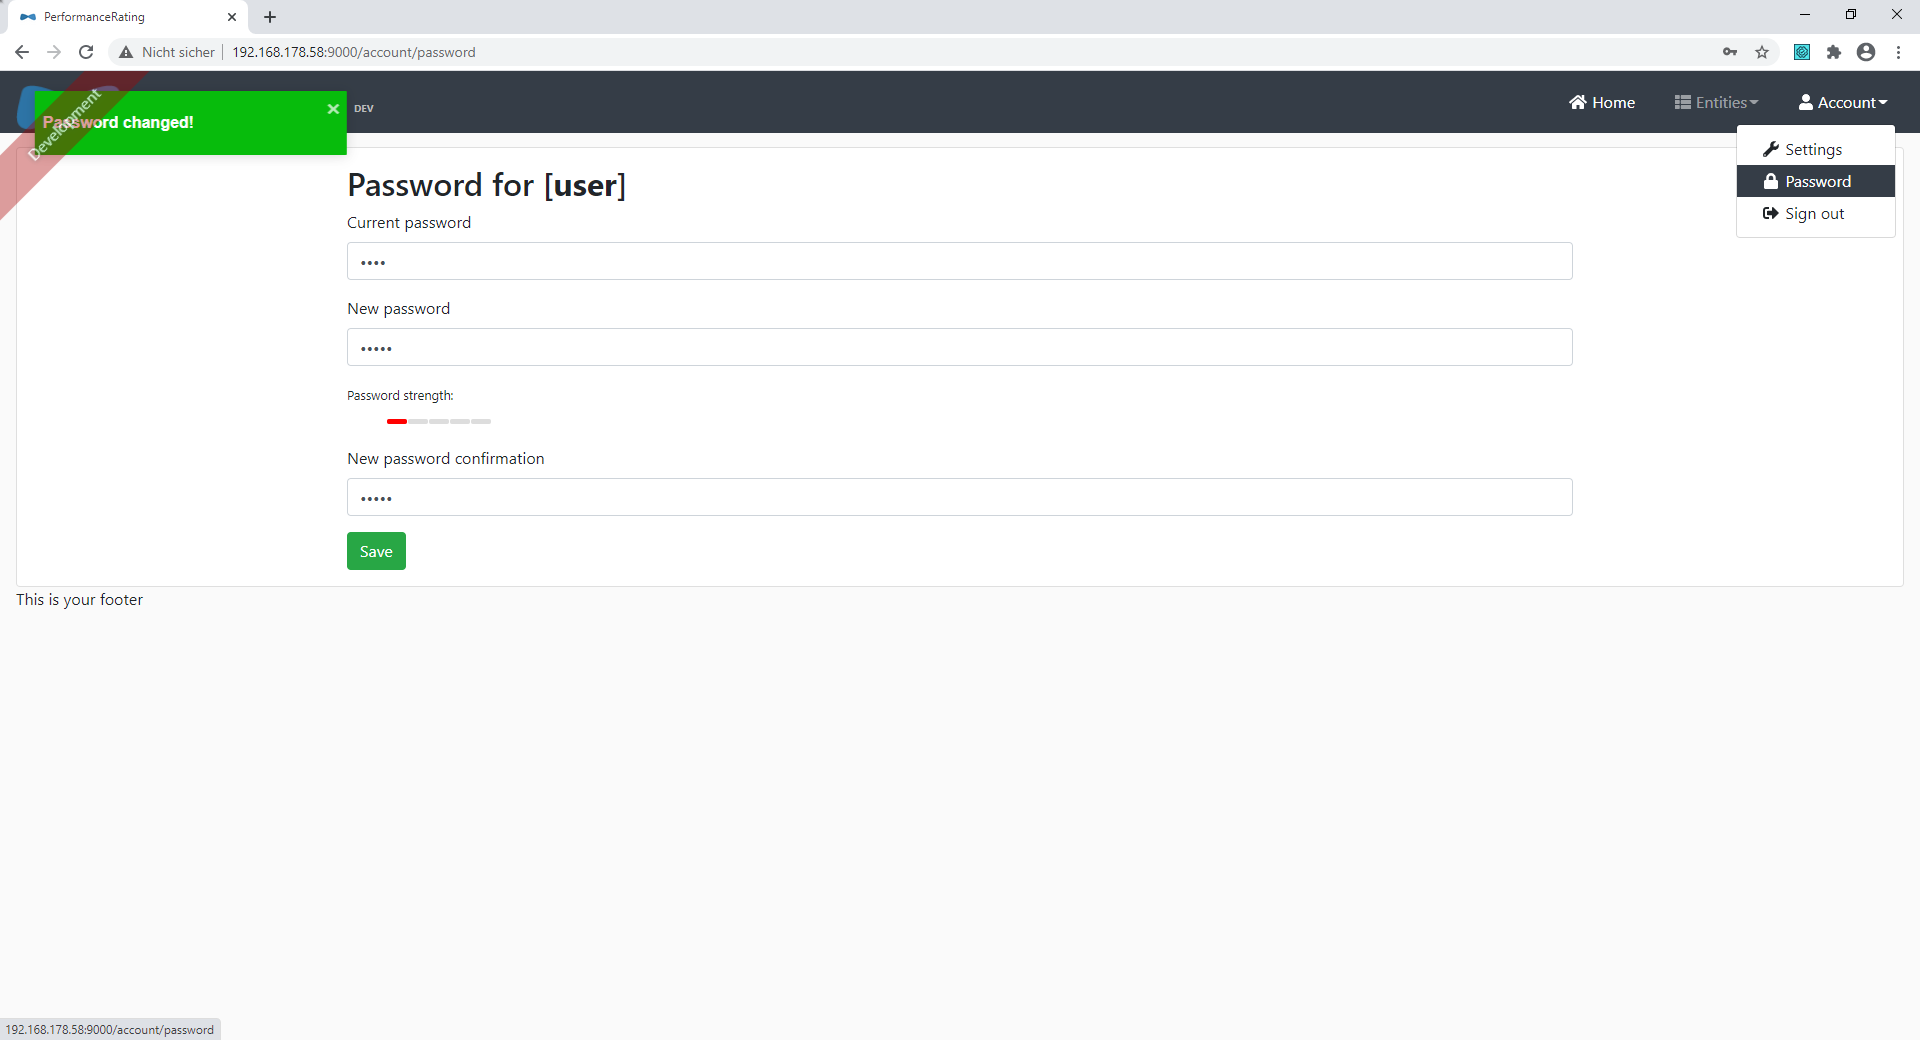 PerformanceRating
Nicht sicher
192.168.178.58:9000/account/password
Password changed!
Development
DEV
Home
Entities
Account
Settings
Password
Sign out
Password for [user]
Current password
••••
New password
•••••
Password strength:
New password confirmation
•••••
Save
This is your footer
192.168.178.58:9000/account/password